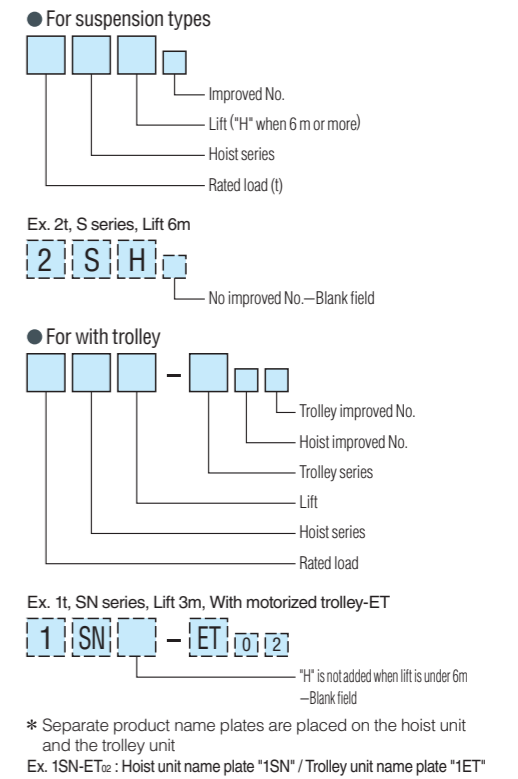 ● For suspension types
Improved No.
Lift ("H" when 6 m or more)
Hoist series
Rated load (t)
Ex. 2t, S series, Lift 6m
2 S H
No improved No.—Blank field
● For with trolley
–
Trolley improved No.
Hoist improved No.
Trolley series
Lift
Hoist series
Rated load
Ex. 1t, SN series, Lift 3m, With motorized trolley-ET
1 SN – ET 0 2
"H" is not added when lift is under 6m
—Blank field
* Separate product name plates are placed on the hoist unit
and the trolley unit
Ex. 1SN-ET02 : Hoist unit name plate "1SN" / Trolley unit name plate "1ET"